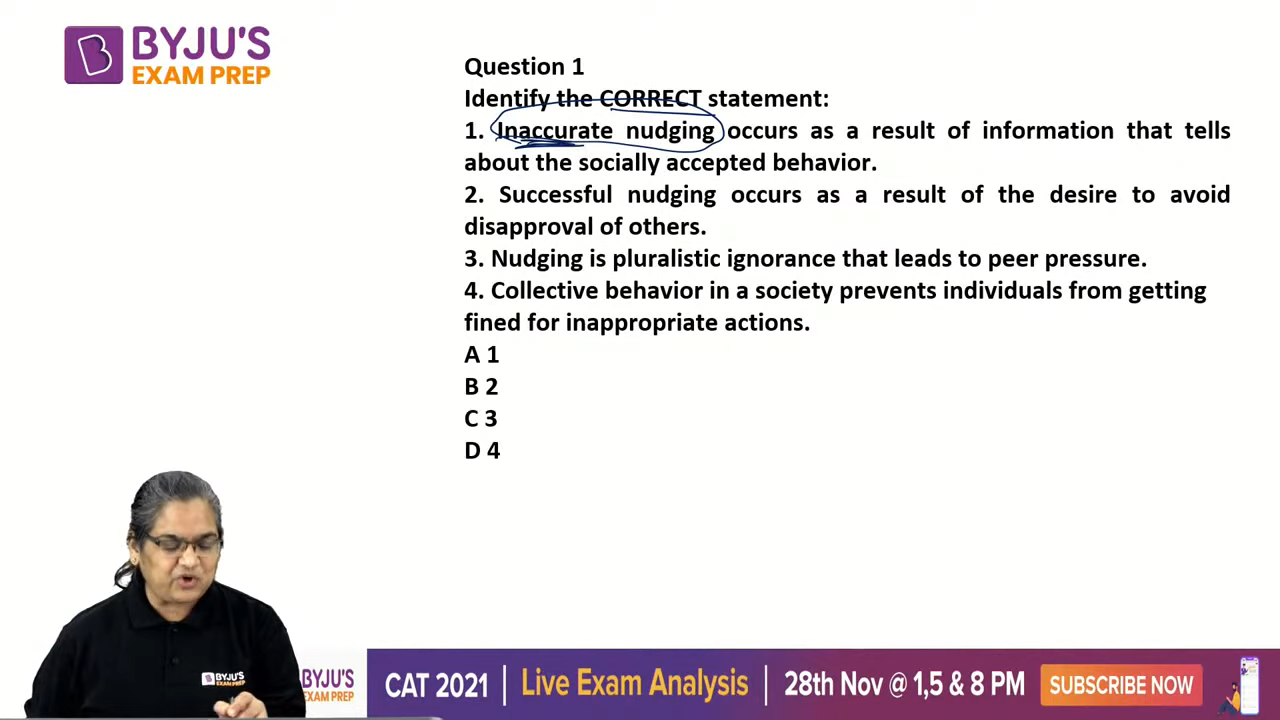 BYJU'S
EXAM PREP
Question 1
Identify the CORRECT statement:
1. Inaccurate nudging occurs as a result of information that tells
about the socially accepted behavior.
2. Successful nudging occurs as a result of the desire to avoid
disapproval of others.
3. Nudging is pluralistic ignorance that leads to peer pressure.
4. Collective behavior in a society prevents individuals from getting
fined for inappropriate actions.
A 1
B 2
C 3
D 4
BYJU'S
EXAM PREP
BYJU'S
EXAM PREP
CAT 2021 | Live Exam Analysis | 28th Nov @ 1,5 & 8 PM
SUBSCRIBE NOW